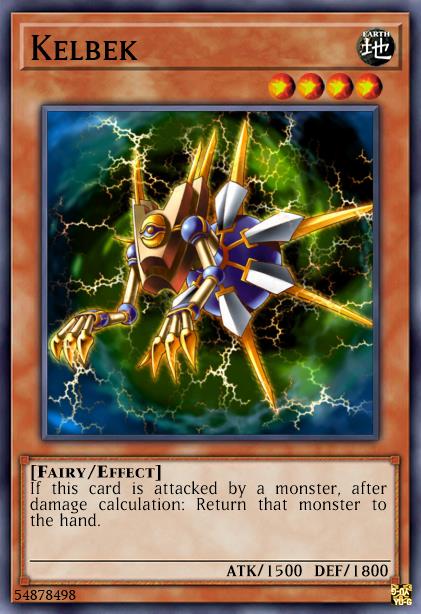 KELBEK
EARTH
地
[FAIRY/EFFECT]
If this card is attacked by a monster, after
damage calculation: Return that monster to
the hand.
ATK/1500 DEF/1800
54878498